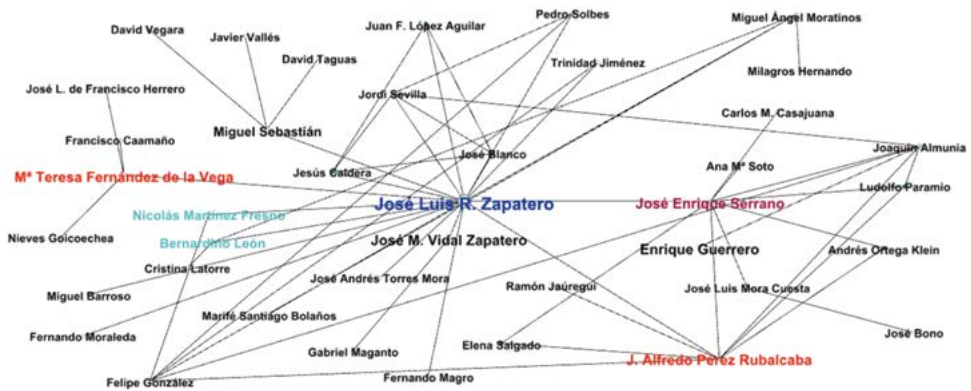 Pedro Solbes
Miguel Ángel Moratinos
David Vegara
Juan F. López Aguilar
Javier Vallés
David Taguas
Trinidad Jiménez
Milagros Hernando
José L. de Francisco Herrero
Jordi Sevilla
Carlos M. Casajuana
Miguel Sebastián
Francisco Caamaño
José Blanco
Joaquín Almunia
Ana Mª Soto
Mª Teresa Fernández de la Vega
Jesús Caldera
Ludolfo Paramio
José Luis R. Zapatero
José Enrique Serrano
Nicolás Martínez Fresno
Nieves Goicoechea
Bernardino León
José M. Vidal Zapatero
Enrique Guerrero
Andrés Ortega Klein
Cristina Latorre
José Andrés Torres Mora
Ramón Jaúregui
José Luis Mora Cuesta
Miguel Barroso
Marifé Santiago Bolaños
Fernando Moraleda
José Bono
Gabriel Maganto
Elena Salgado
J. Alfredo Pérez Rubalcaba
Felipe González
Fernando Magro